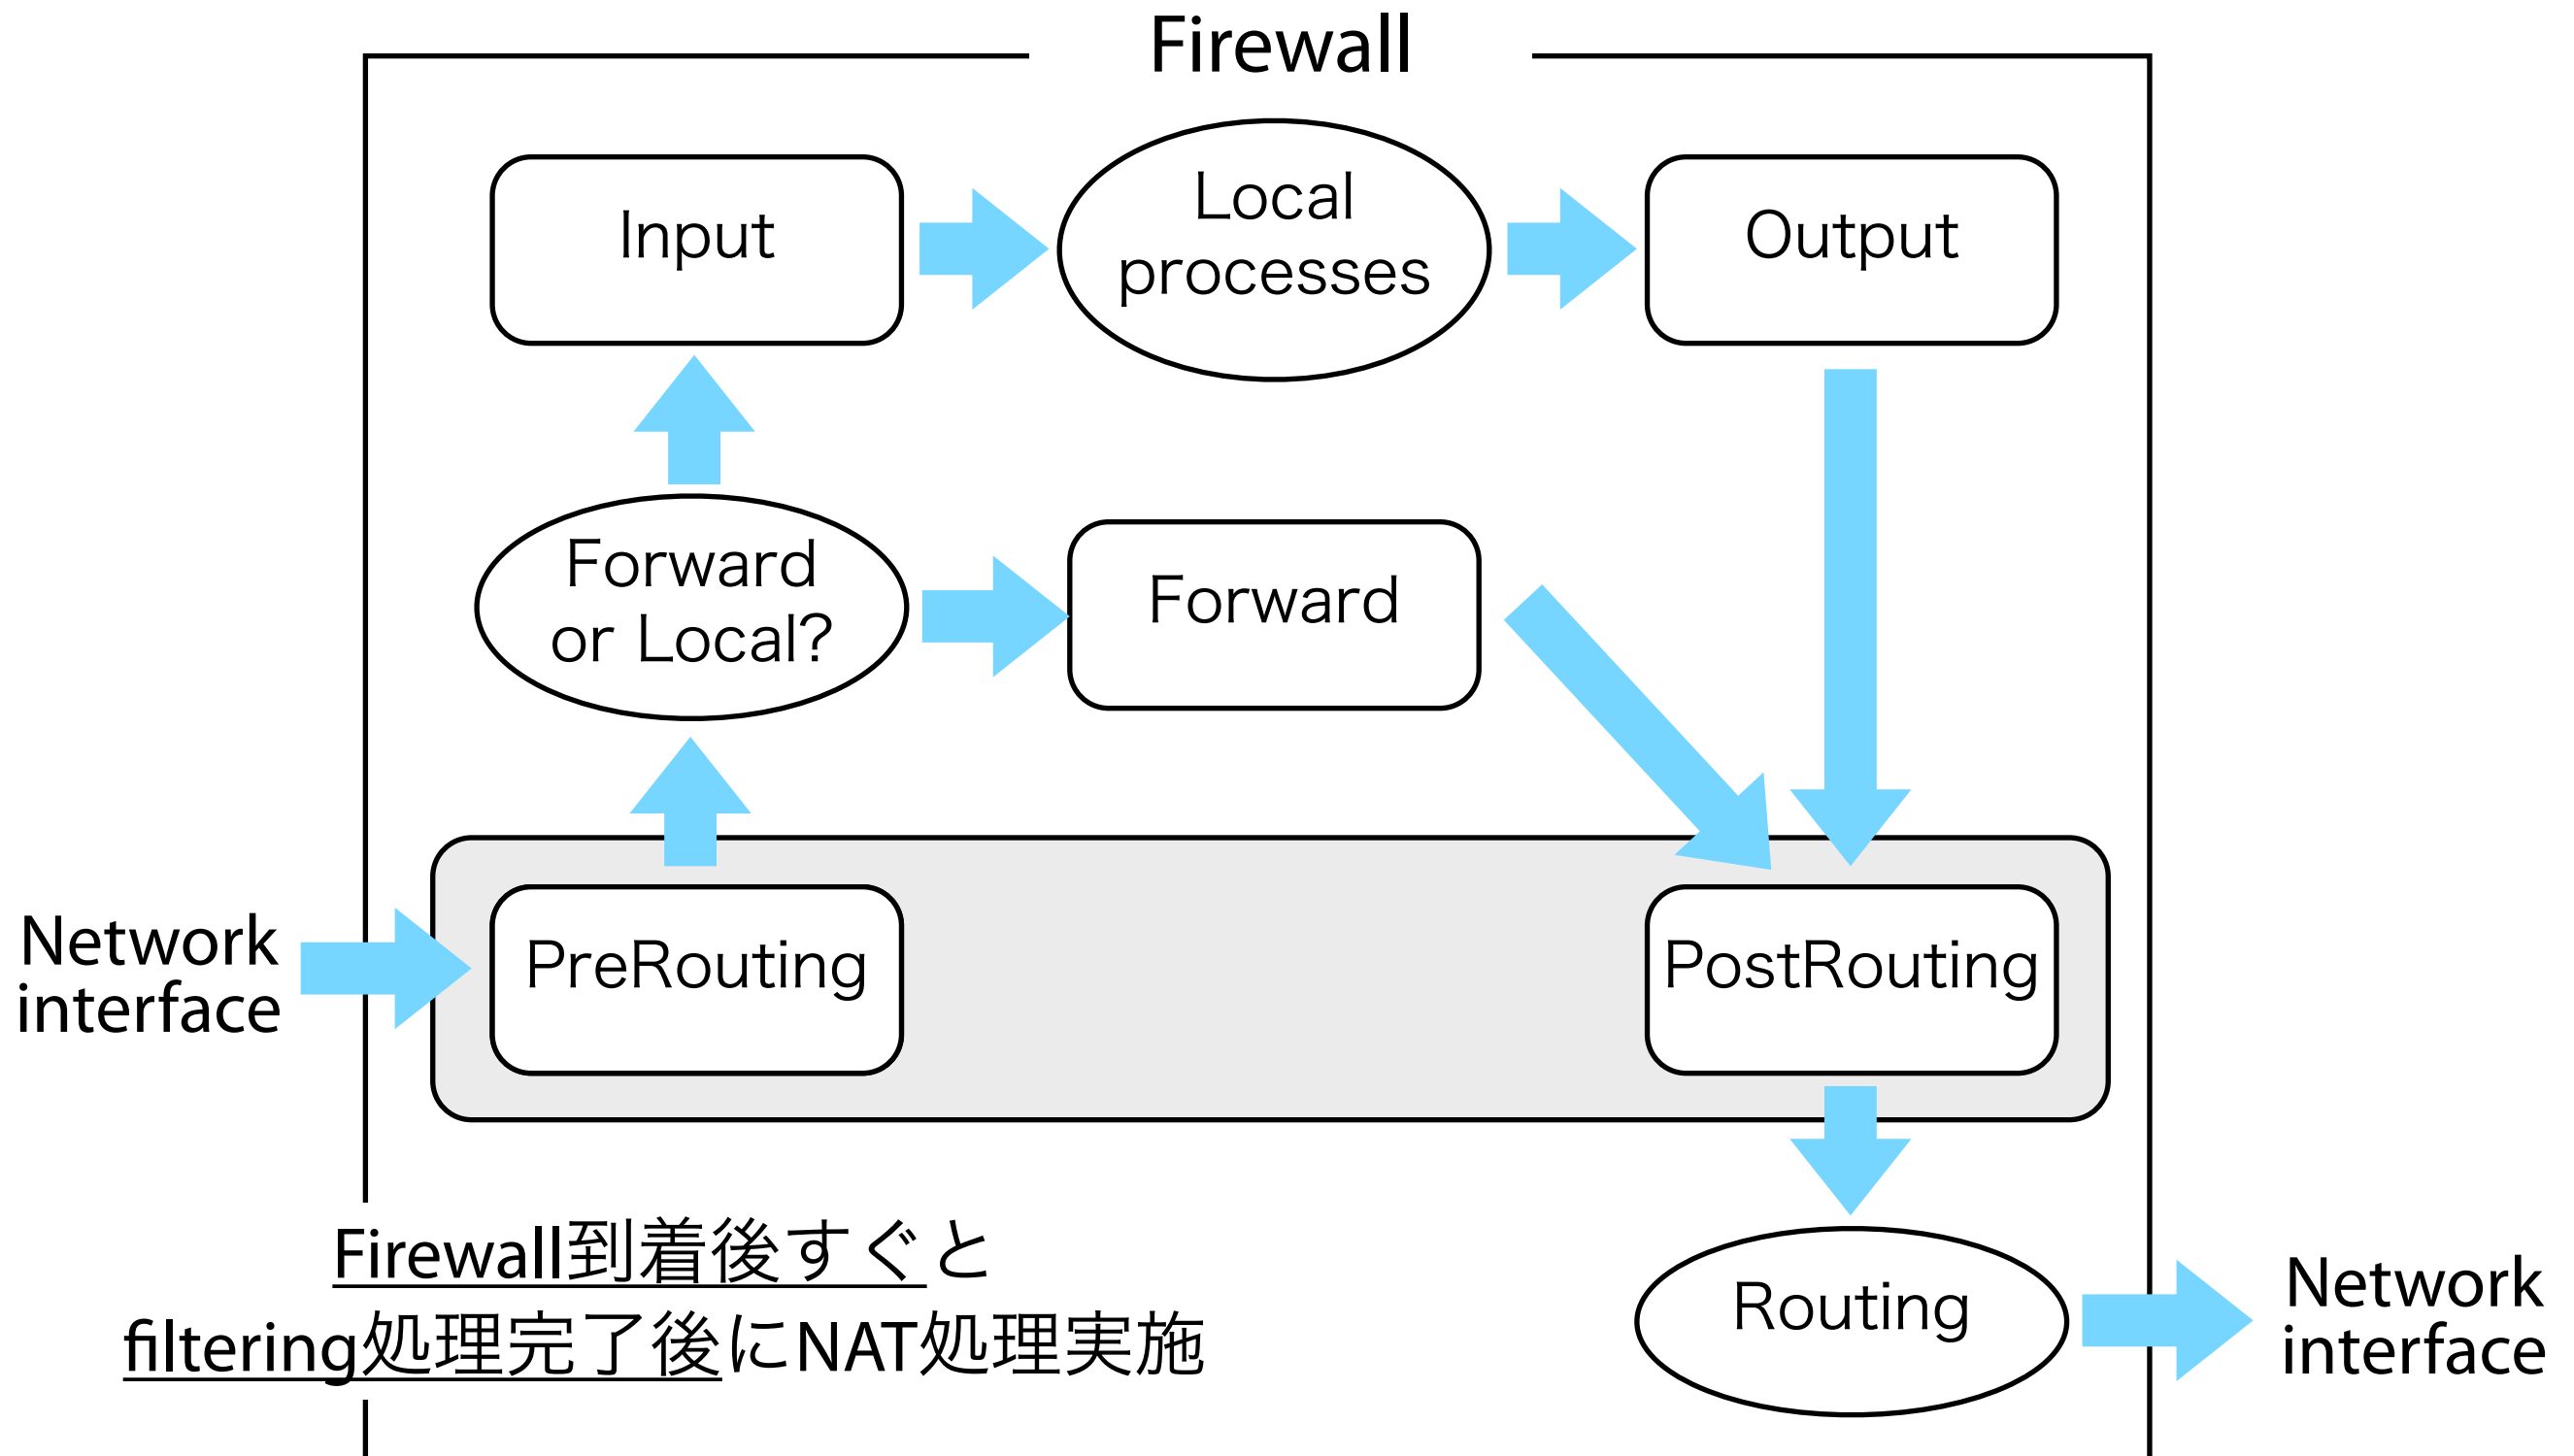 Firewall
Input
Local
processes
Output
Forward
or Local?
Forward
Network
interface
PreRouting
PostRouting
Firewall到着後すぐと
filtering処理完了後にNAT処理実施
Routing
Network
interface